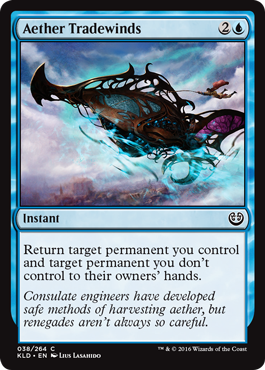 Aether Tradewinds 2
Instant
Return target permanent you control
and target permanent you don't
control to their owners' hands.
Consulate engineers have developed
safe methods of harvesting aether, but
renegades aren't always so careful.
038/264 C
KLD • EN Lius Lasahido
™ & © 2016 Wizards of the Coast